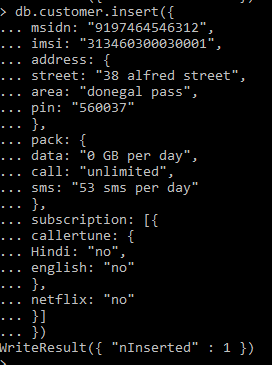 > db.customer.insert({
... msidn: "9197464546312",
... imsi: "313460300030001",
... address: {
... street: "38 alfred street",
... area: "donegal pass",
... pin: "560037"
... },
... pack: {
... data: "0 GB per day",
... call: "unlimited",
... sms: "53 sms per day"
... },
... subscription: [{
... callertune: {
... Hindi: "no",
... english: "no"
... },
... netflix: "no"
... }]
... })
WriteResult({ "nInserted" : 1 })
>